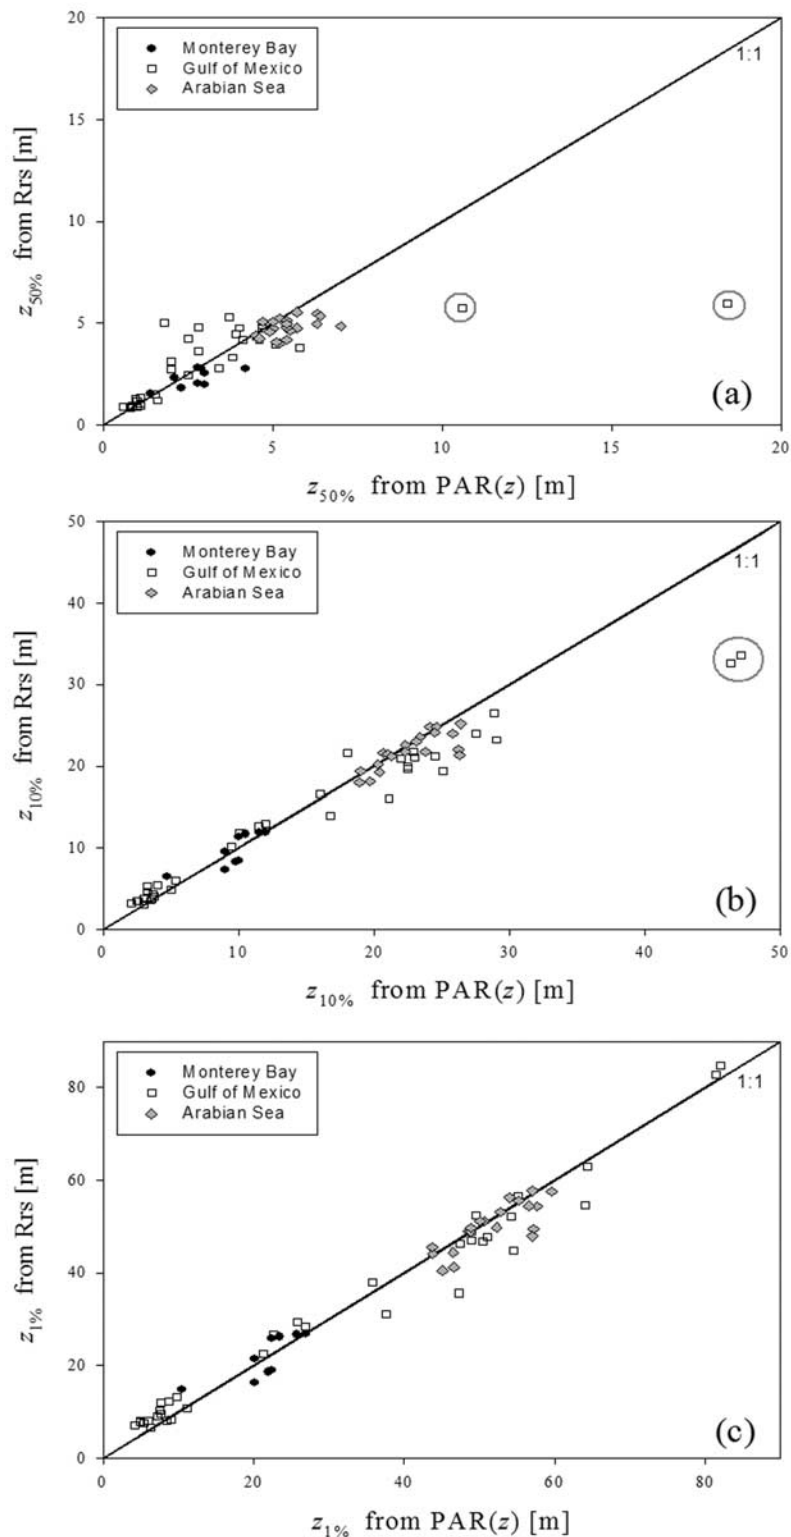 20
15
10
5
0
z50% from Rrs [m]
Monterey Bay
Gulf of Mexico
Arabian Sea
1:1
(a)
0 5 10 15 20
z50% from PAR(z) [m]
50
40
30
20
10
0
z10% from Rrs [m]
Monterey Bay
Gulf of Mexico
Arabian Sea
1:1
(b)
0 10 20 30 40 50
z10% from PAR(z) [m]
80
60
40
20
0
z1% from Rrs [m]
Monterey Bay
Gulf of Mexico
Arabian Sea
1:1
(c)
0 20 40 60 80
z1% from PAR(z) [m]